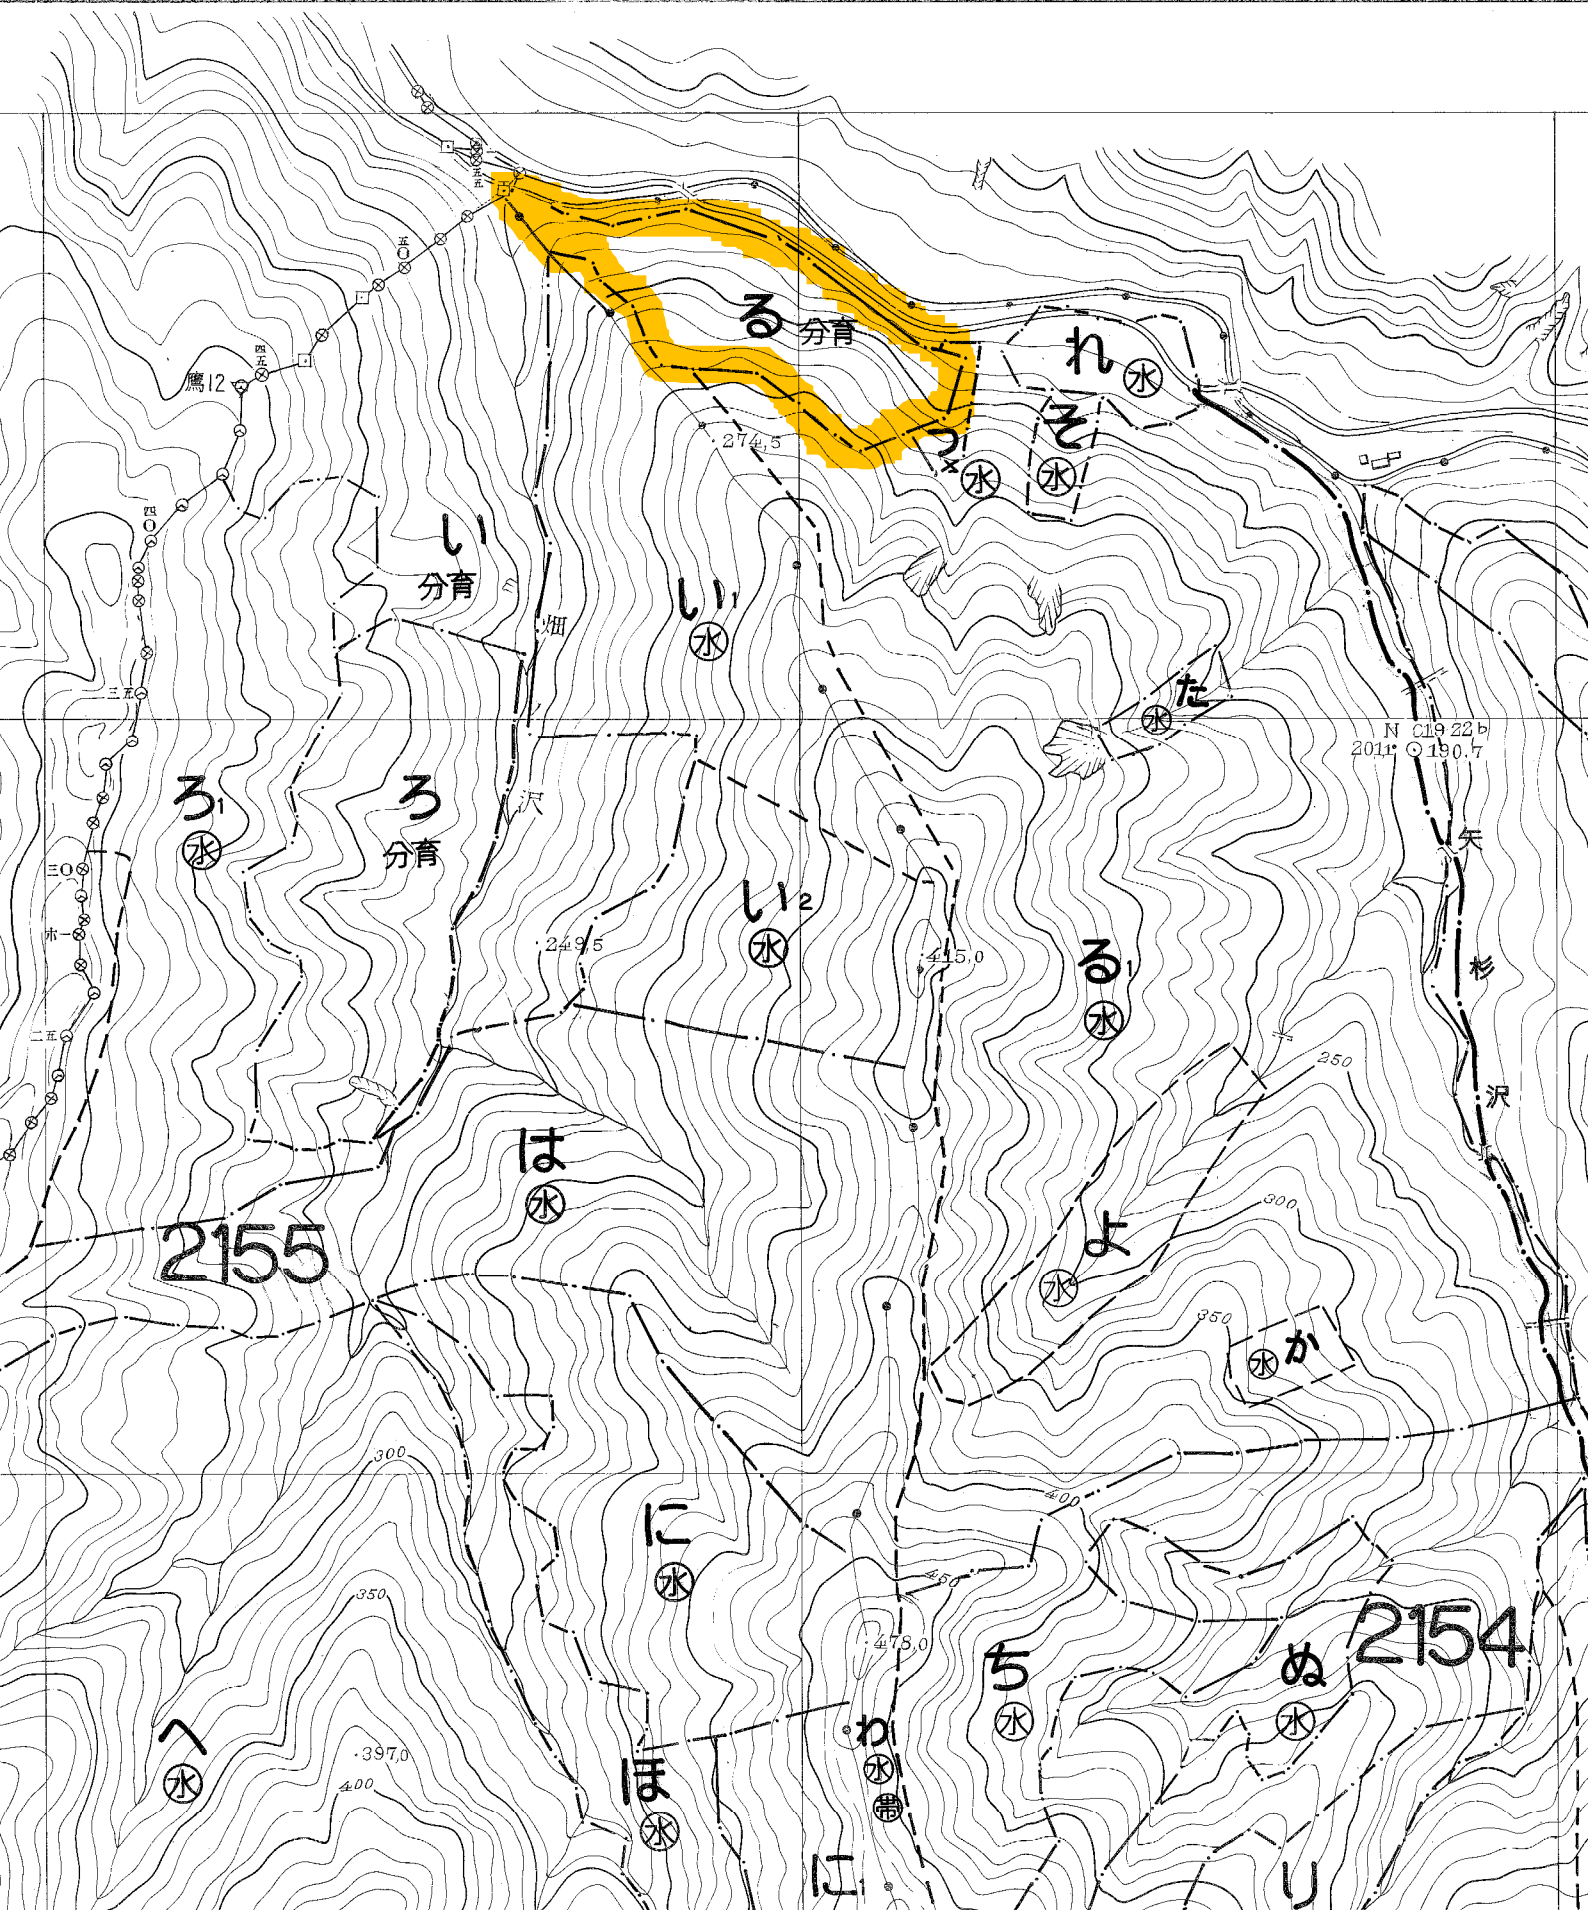 五五
五〇
る 分育
れ
水
四五
鷹12
そ
つ
274,5
水
水
四〇
い
分育
い1
水
畑
た
水
三五
N C19 22b
2011 190.7
ろ1
ろ
沢
水
分育
矢
三〇
い2
水
ホ一
249,5
415,0
る1
杉
水
二五
250
沢
は
水
300
よ
2155
水
350
水 か
300
400
に
水
450
350
2154
478,0
ち
ぬ
水
水
へ
わ
397,0
水
水
400
ほ
帯
水
に1
り